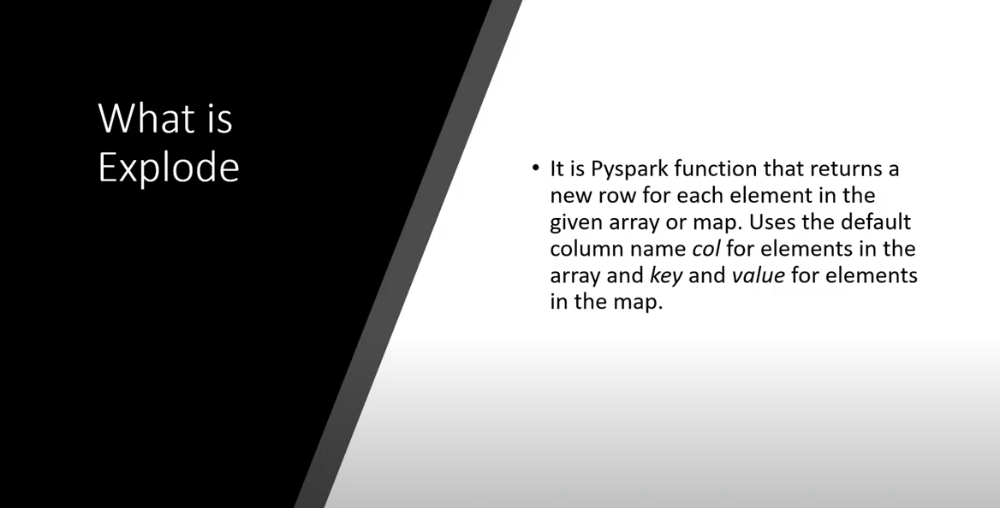 What is
Explode
• It is Pyspark function that returns a
new row for each element in the
given array or map. Uses the default
column name col for elements in the
array and key and value for elements
in the map.